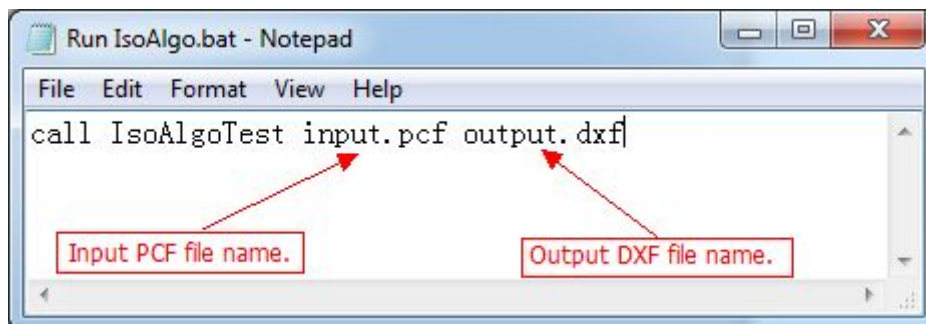 Run IsoAlgo.bat - Notepad
File Edit Format View Help
call IsoAlgoTest input.pcf output.dxf
Input PCF file name.
Output DXF file name.